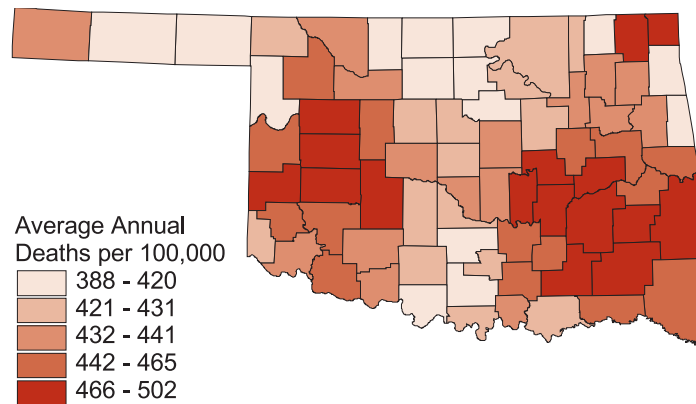 Average Annual
Deaths per 100,000
388 - 420
421 - 431
432 - 441
442 - 465
466 - 502